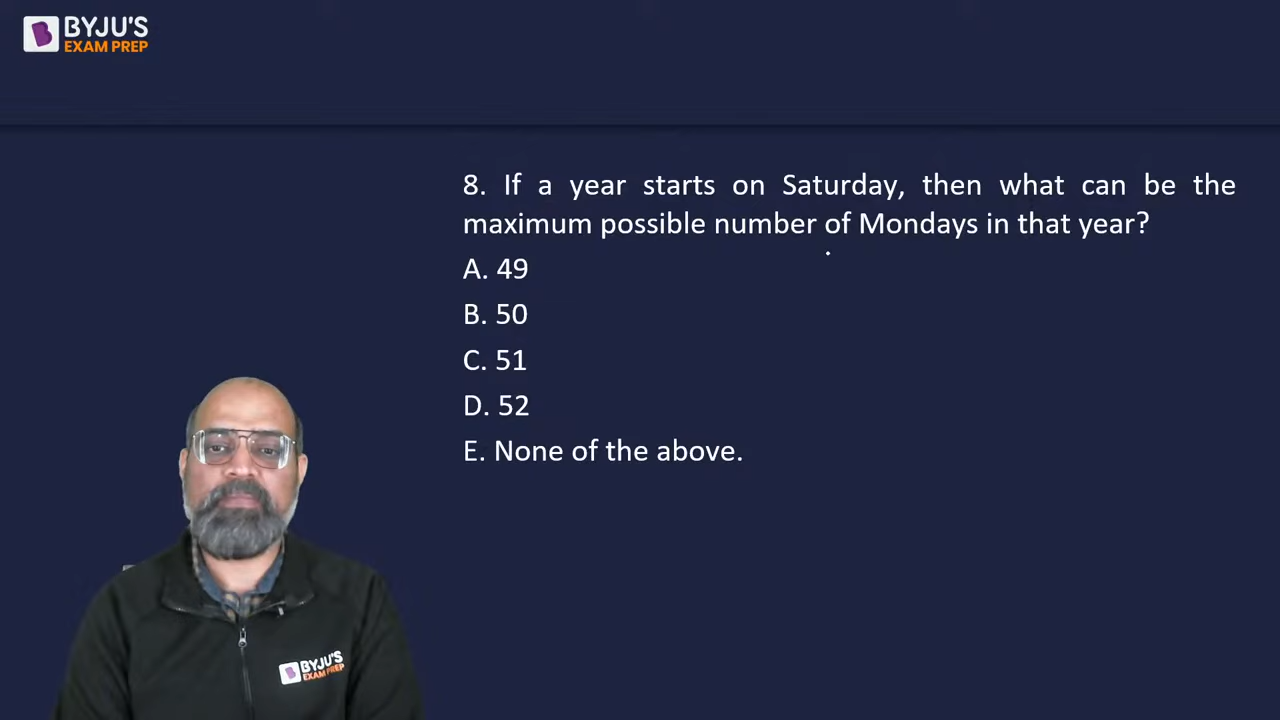 BYJU'S
EXAM PREP
8. If a year starts on Saturday, then what can be the
maximum possible number of Mondays in that year?
A. 49
B. 50
C. 51
D. 52
E. None of the above.
BYJU'S
EXAM PREP